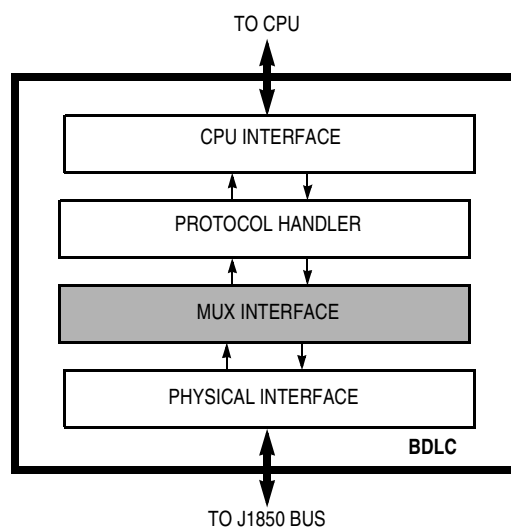 TO CPU
CPU INTERFACE
PROTOCOL HANDLER
MUX INTERFACE
PHYSICAL INTERFACE
BDLC
TO J1850 BUS